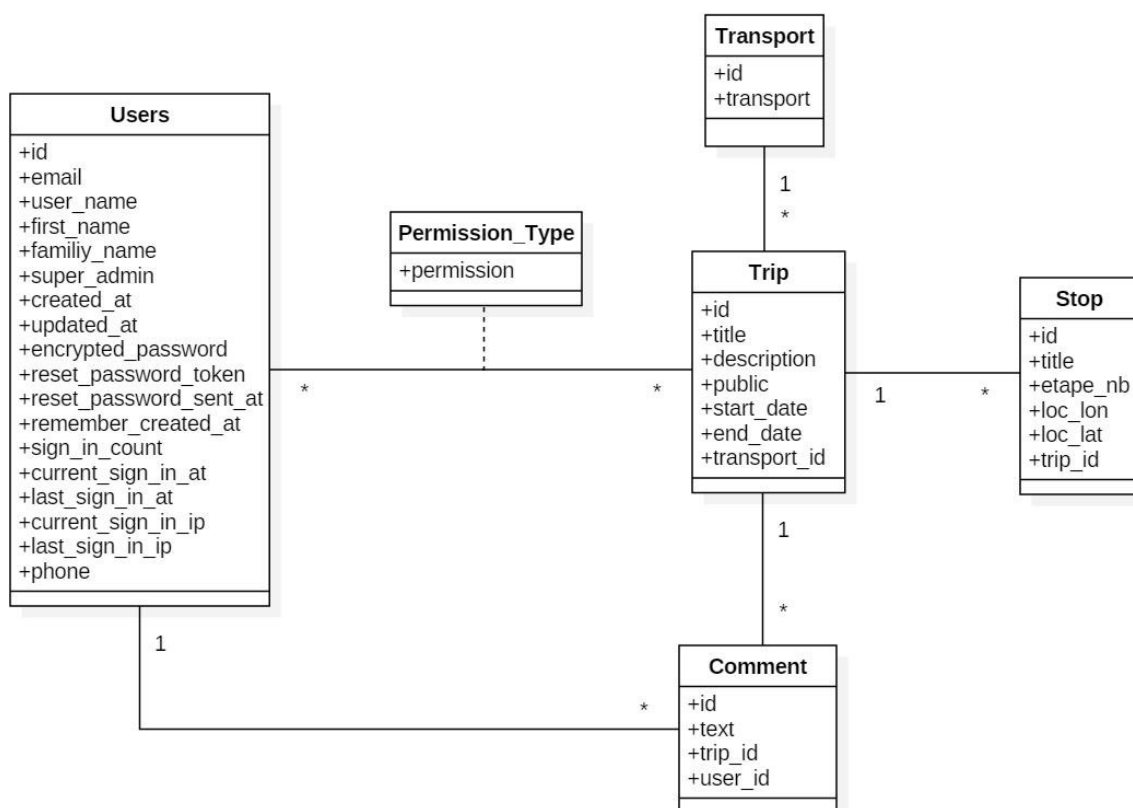 Transport
+id
+transport
1
*
Users
+id
+email
+user_name
+first_name
+familiy_name
+super_admin
+created_at
+updated_at
+encrypted_password
+reset_password_token
+reset_password_sent_at
+remember_created_at
+sign_in_count
+current_sign_in_at
+last_sign_in_at
+current_sign_in_ip
+last_sign_in_ip
+phone
Permission_Type
+permission
*
*
Trip
+id
+title
+description
+public
+start_date
+end_date
+transport_id
1
*
Stop
+id
+title
+etape_nb
+loc_lon
+loc_lat
+trip_id
1
*
1
*
Comment
+id
+text
+trip_id
+user_id